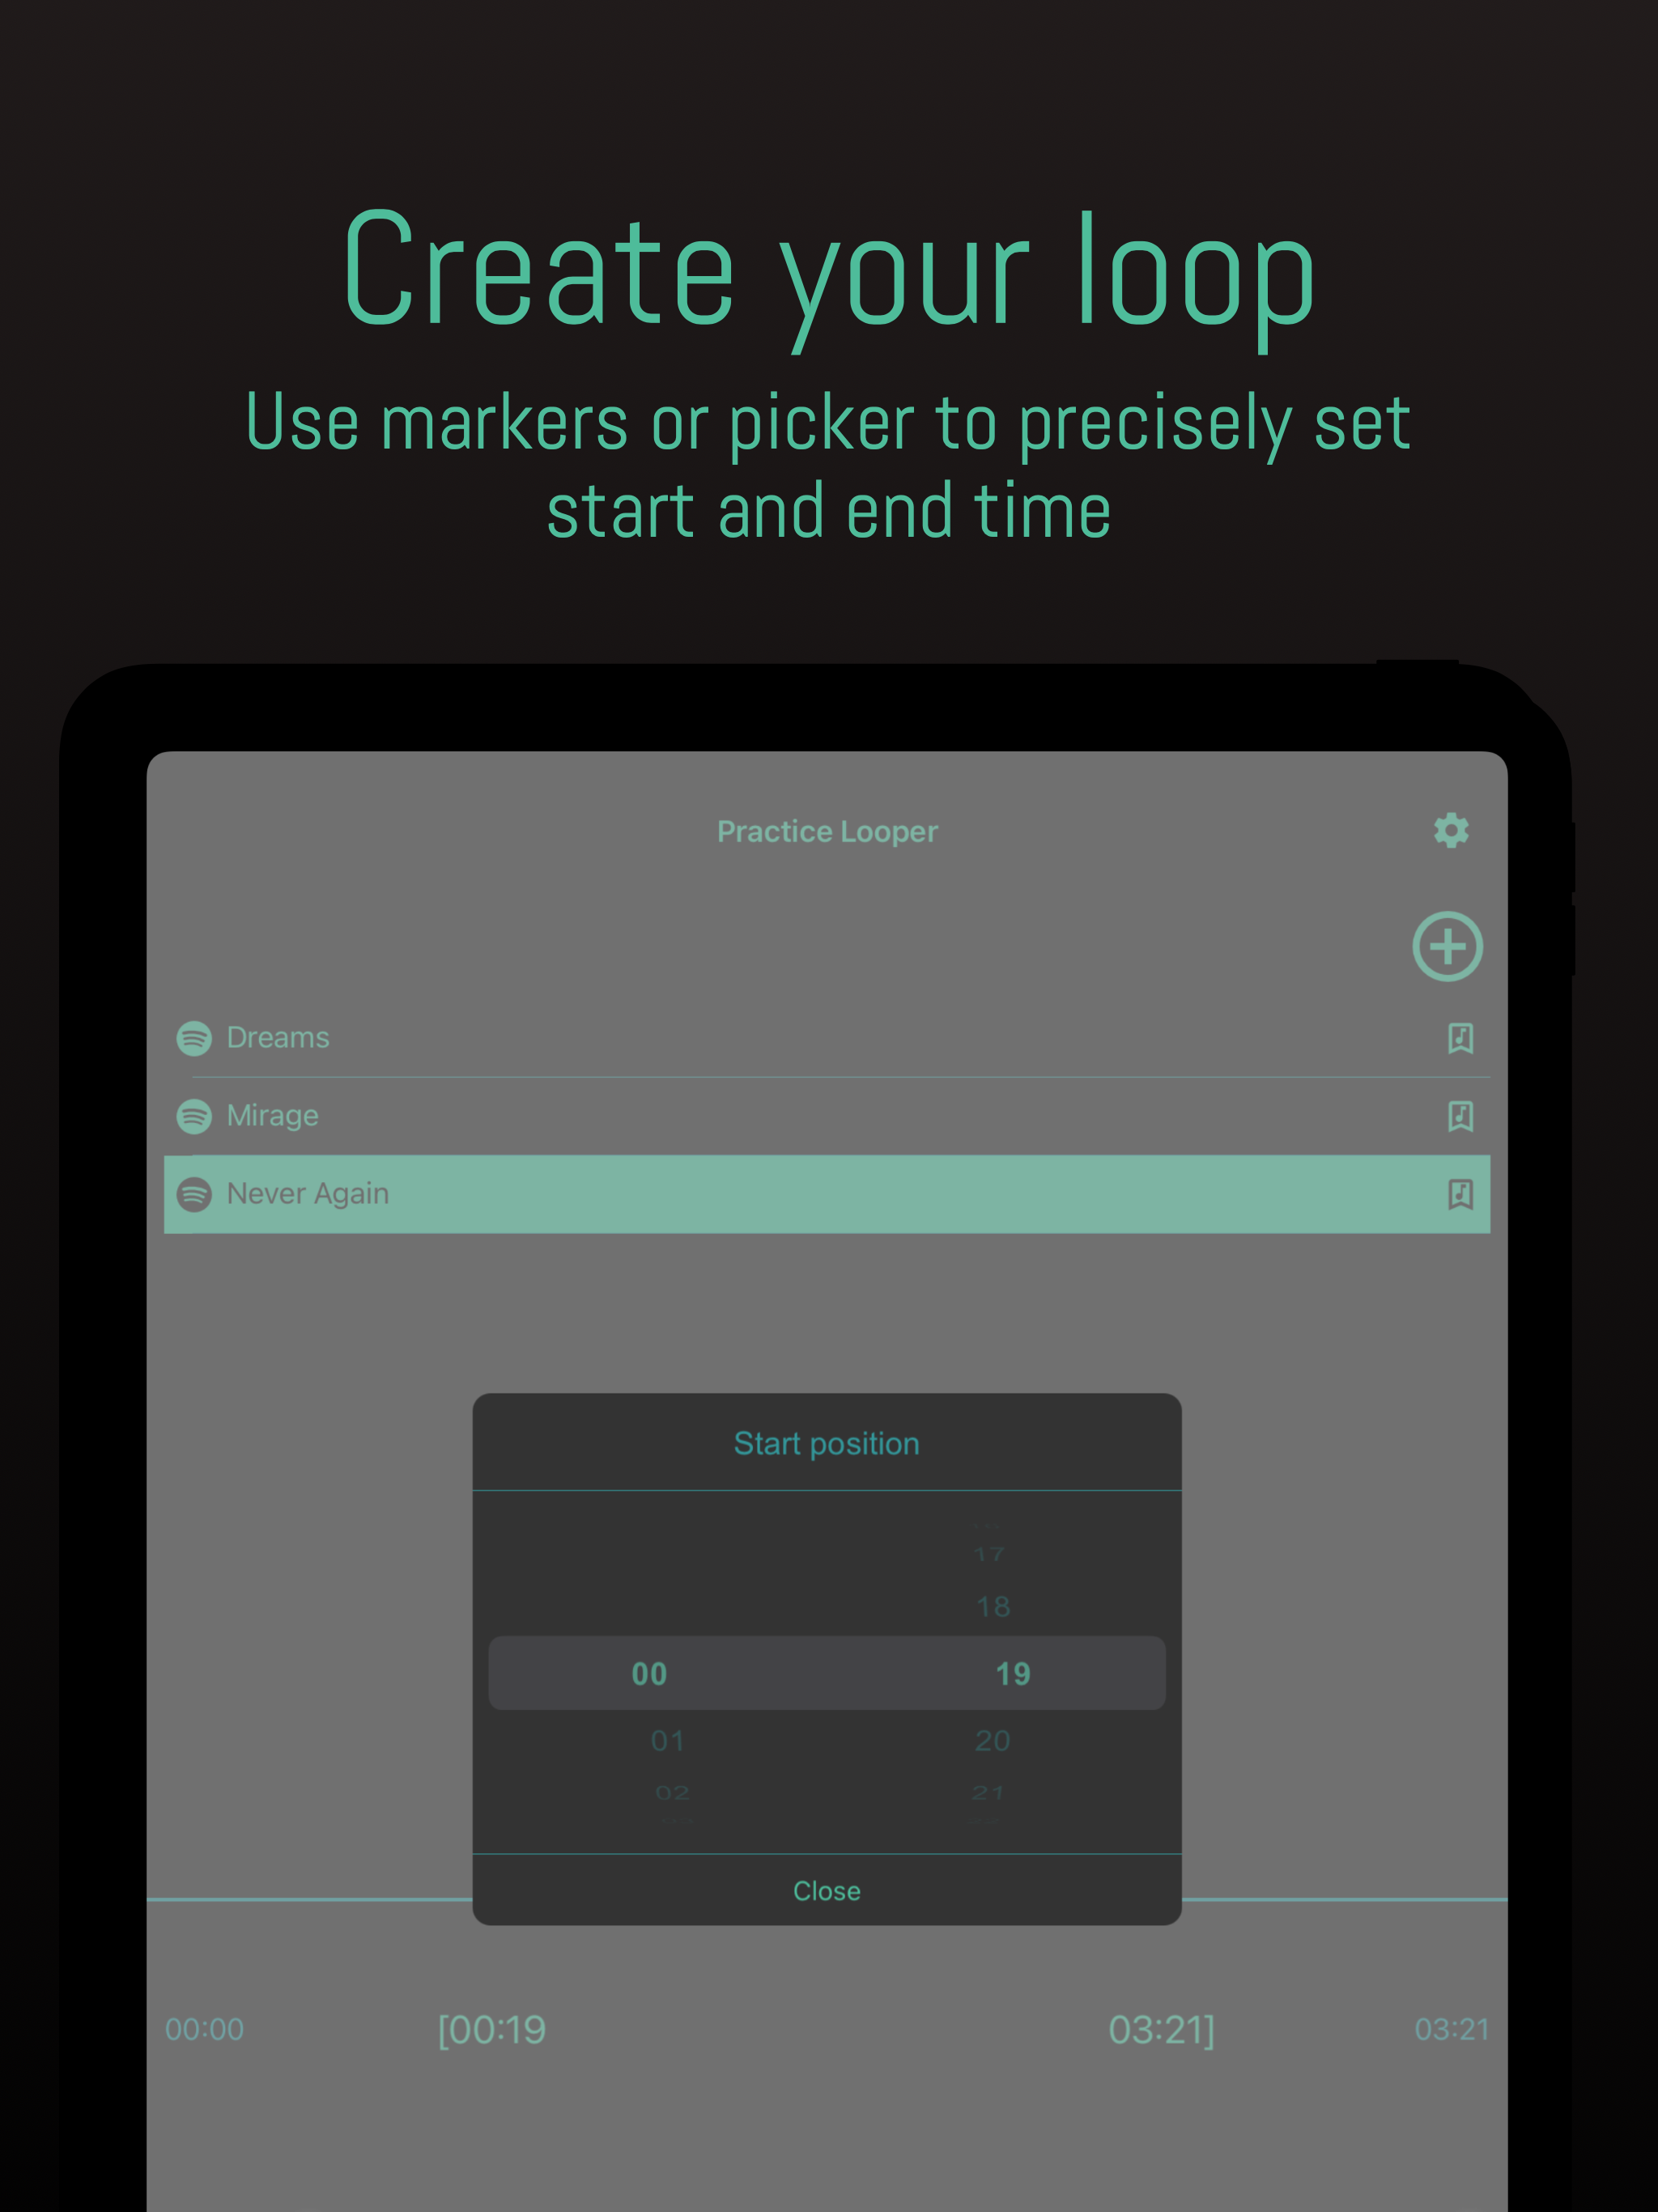 Create your loop
Use markers or picker to precisely set
start and end time
Practice Looper
Dreams
Mirage
Never Again
Start position
17
18
00 19
01 20
02 21
Close
00:00 [00:19 03:21] 03:21